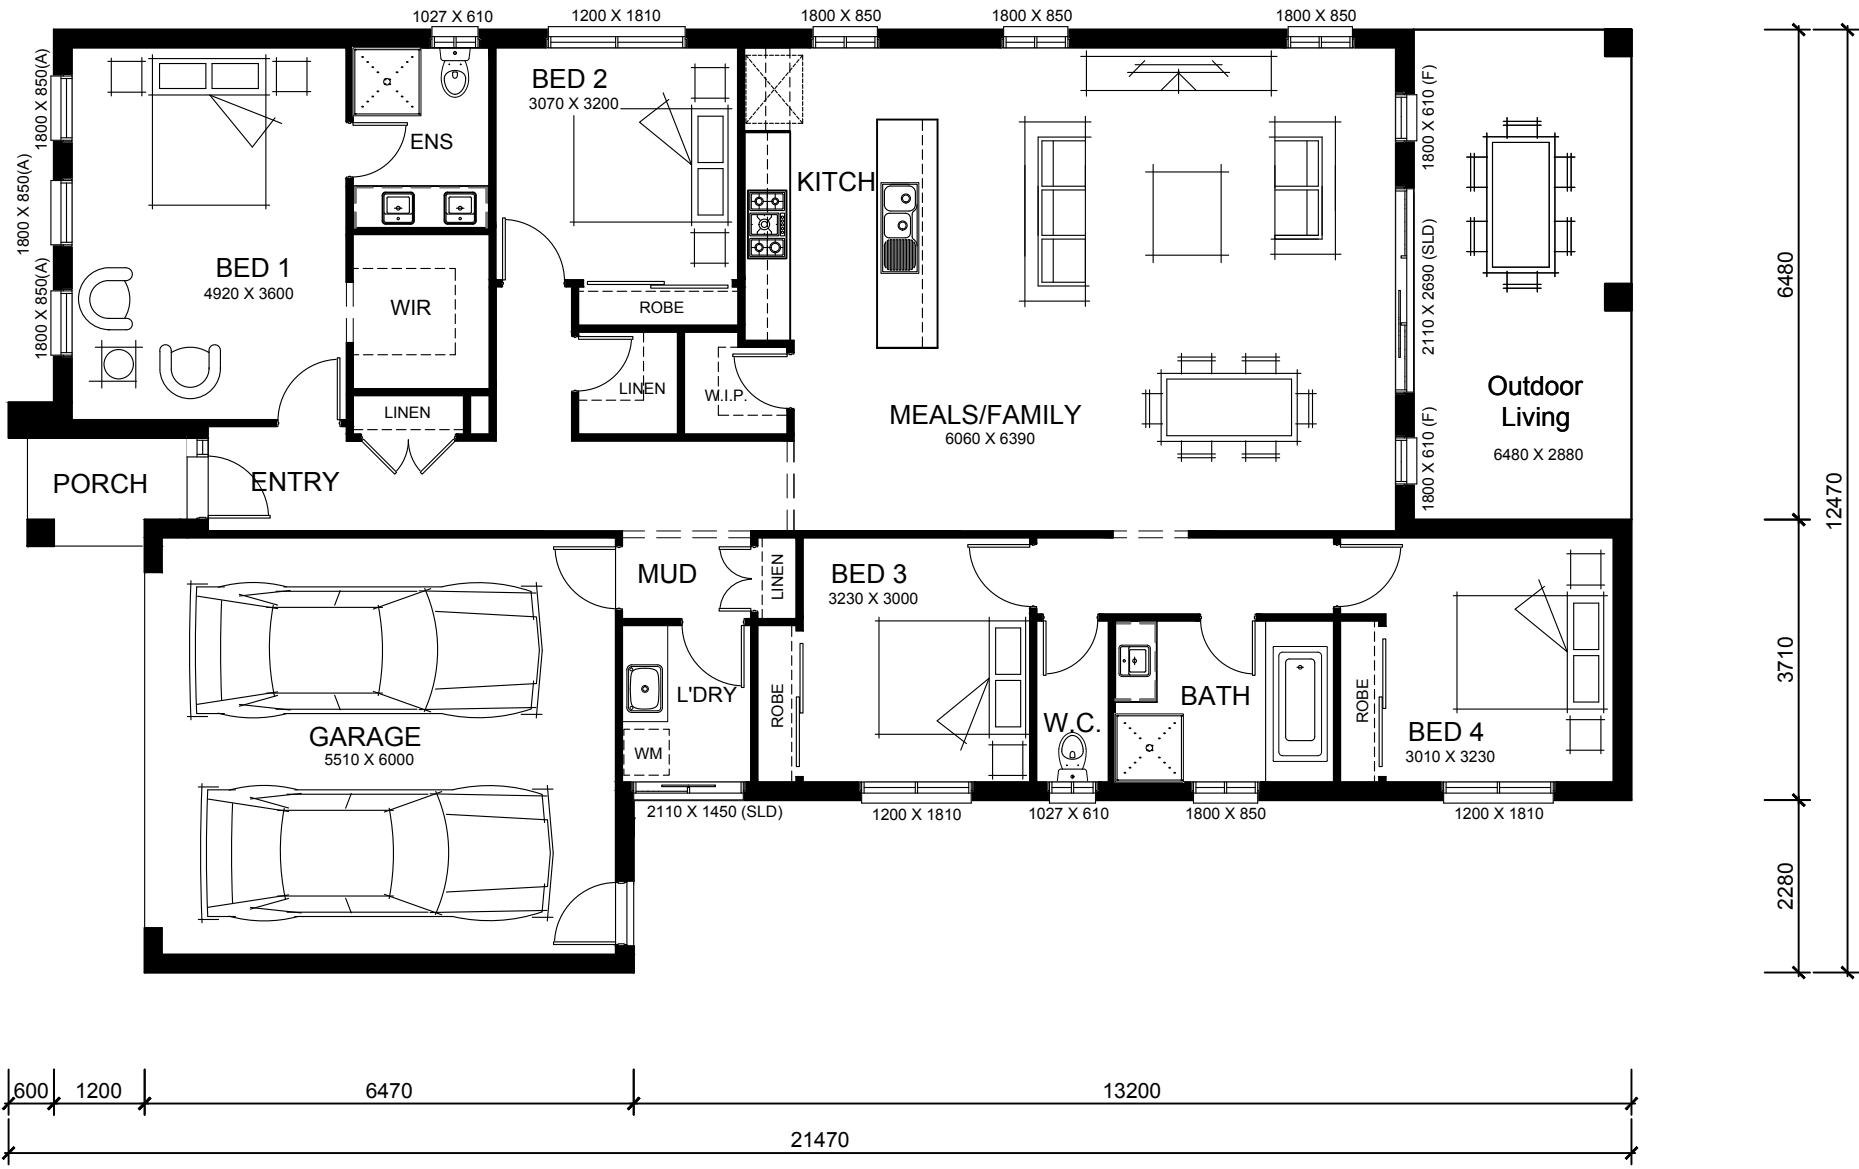 1027 X 610
1200 X 1810
1800 X 850
1800 X 850
1800 X 850
1800 X 850(A)
1800 X 850(A)
1800 X 850(A)
BED 1
4920 X 3600
ENS
WIR
LINEN
BED 2
3070 X 3200
ROBE
LINEN
W.I.P.
KITCH
MEALS/FAMILY
6060 X 6390
1800 X 610 (F)
2110 X 2690 (SLD)
1800 X 610 (F)
Outdoor
Living
6480 X 2880
PORCH
ENTRY
MUD
LINEN
BED 3
3230 X 3000
GARAGE
5510 X 6000
L'DRY
WM
ROBE
W.C.
BATH
ROBE
BED 4
3010 X 3230
2110 X 1450 (SLD)
1200 X 1810
1027 X 610
1800 X 850
1200 X 1810
6480
3710
2280
12470
600
1200
6470
13200
21470